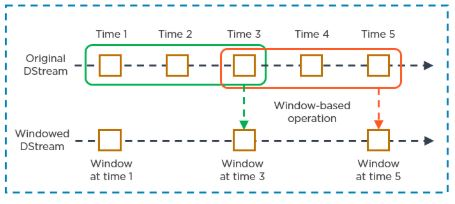 Time 1 Time 2 Time 3 Time 4 Time 5
Original
DStream
Window-based
operation
Windowed
DStream
Window
at time 1
Window
at time 3
Window
at time 5